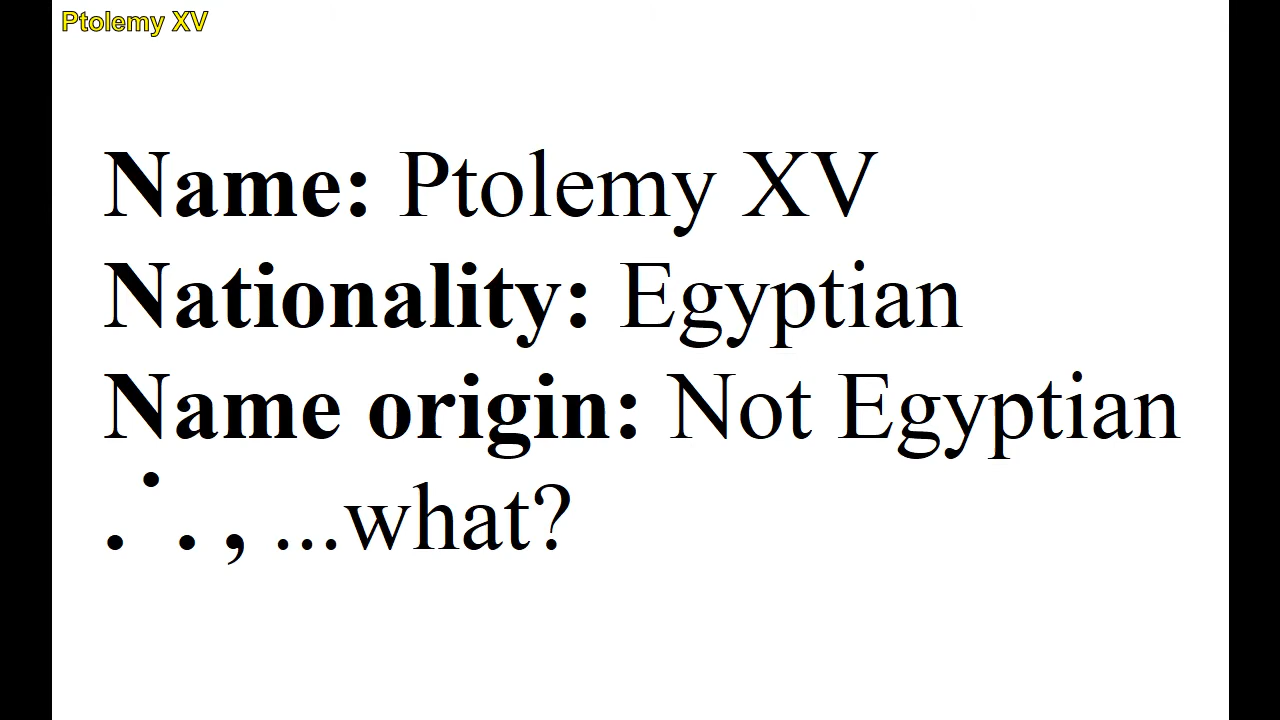 Ptolemy XV
Name: Ptolemy XV
Nationality: Egyptian
Name origin: Not Egyptian
∴, ...what?